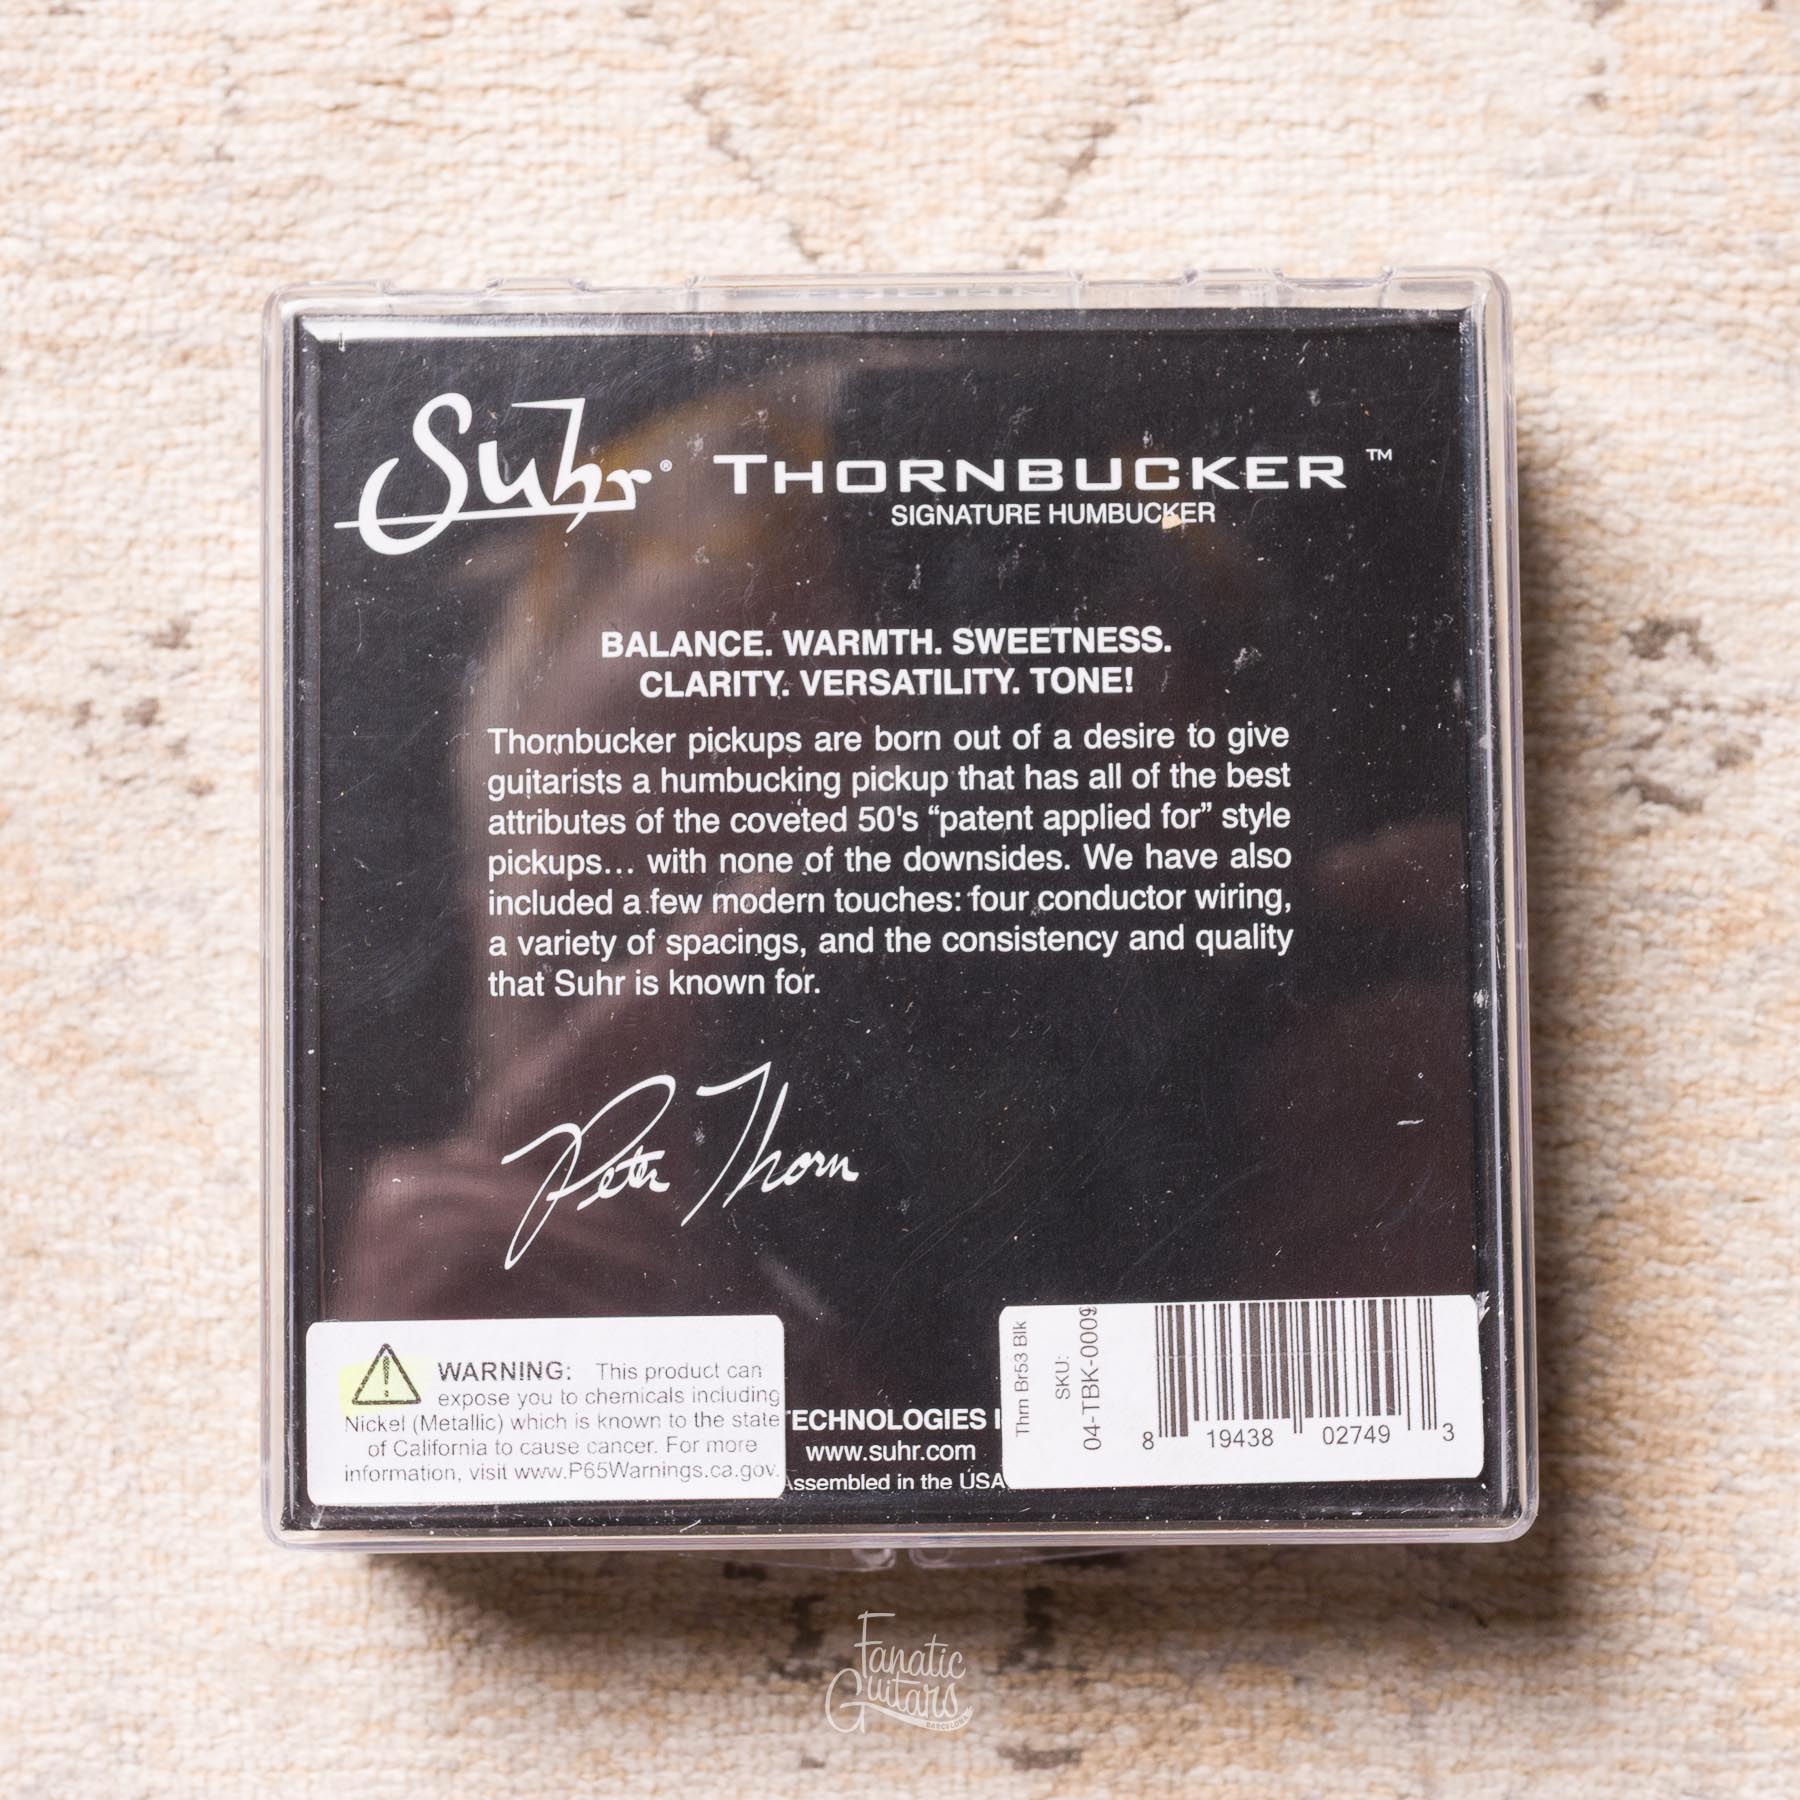 Suhr® THORNBUCKER™
SIGNATURE HUMBUCKER
BALANCE. WARMTH. SWEETNESS.
CLARITY. VERSATILITY. TONE!
Thornbucker pickups are born out of a desire to give
guitarists a humbucking pickup that has all of the best
attributes of the coveted 50's “patent applied for” style
pickups... with none of the downsides. We have also
included a few modern touches: four conductor wiring,
a variety of spacings, and the consistency and quality
that Suhr is known for.
Peter Thorn
WARNING: This product can
expose you to chemicals including
Nickel (Metallic) which is known to the state
of California to cause cancer. For more
information, visit www.P65Warnings.ca.gov.
ECHNOLOGIES
www.suhr.com
Assembled in the USA
Thrn Br53 Blk
SKU:
04-TBK-0009
8 19438 02749 3
Fanatic
Guitars
BARCELONA